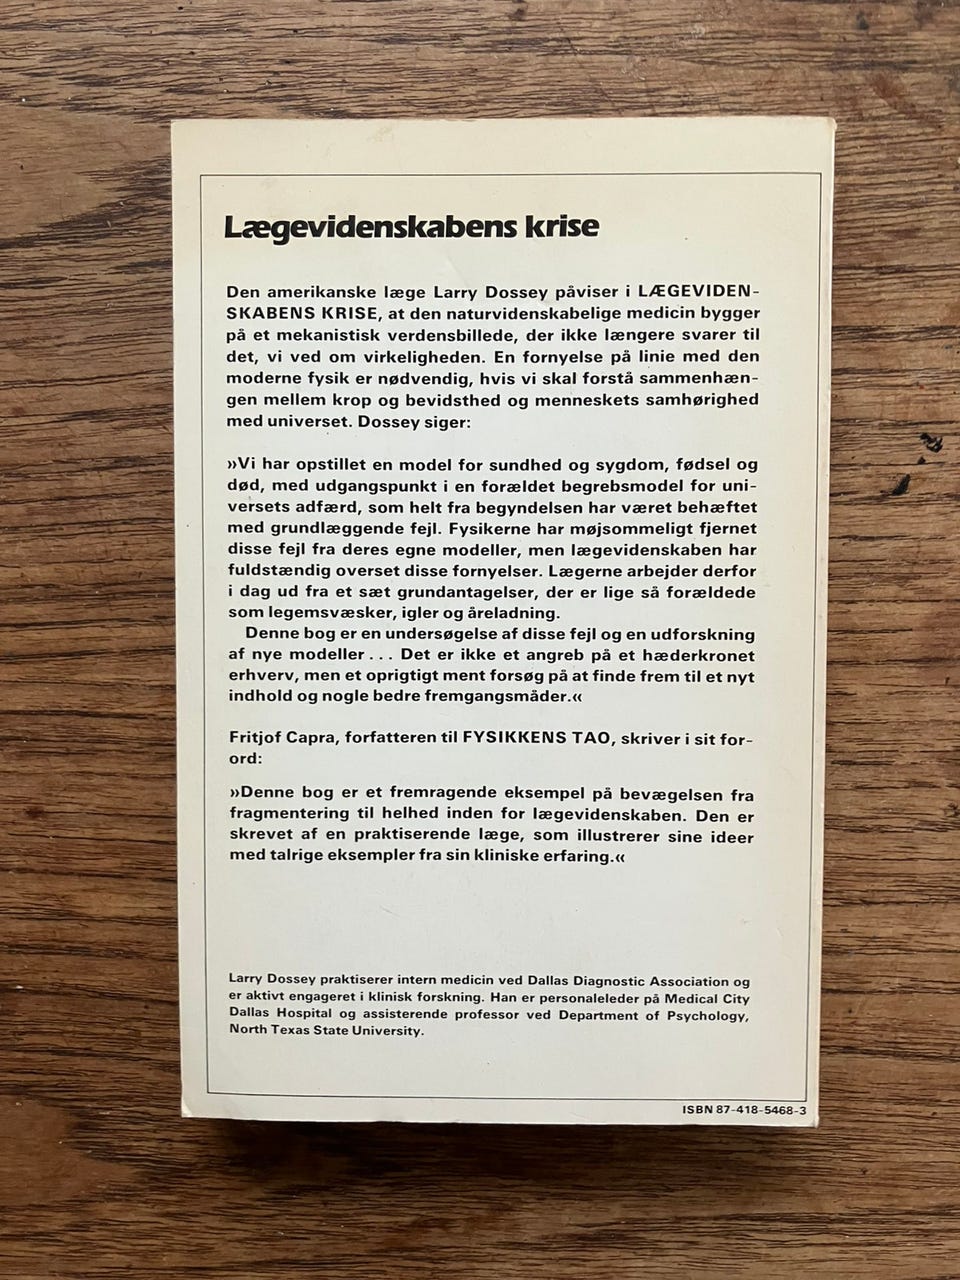 Lægevidenskabens krise
Den amerikanske læge Larry Dossey påviser i LÆGEVIDEN-
SKABENS KRISE, at den naturvidenskabelige medicin bygger
på et mekanistisk verdensbillede, der ikke længere svarer til
det, vi ved om virkeligheden. En fornyelse på linie med den
moderne fysik er nødvendig, hvis vi skal forstå sammenhæn-
gen mellem krop og bevidsthed og menneskets samhørighed
med universet. Dossey siger:
»Vi har opstillet en model for sundhed og sygdom, fødsel og
død, med udgangspunkt i en forældet begrebsmodel for uni-
versets adfærd, som helt fra begyndelsen har været behæftet
med grundlæggende fejl. Fysikerne har møjsommeligt fjernet
disse fejl fra deres egne modeller, men lægevidenskaben har
fuldstændig overset disse fornyelser. Lægerne arbejder derfor
i dag ud fra et sæt grundantagelser, der er lige så forældede
som legemsvæsker, igler og åreladning.
Denne bog er en undersøgelse af disse fejl og en udforskning
af nye modeller ... Det er ikke et angreb på et hæderkronet
erhverv, men et oprigtigt ment forsøg på at finde frem til et nyt
indhold og nogle bedre fremgangsmåder.«
Fritjof Capra, forfatteren til FYSIKKENS TAO, skriver i sit for-
ord:
»Denne bog er et fremragende eksempel på bevægelsen fra
fragmentering til helhed inden for lægevidenskaben. Den er
skrevet af en praktiserende læge, som illustrerer sine ideer
med talrige eksempler fra sin kliniske erfaring.«
Larry Dossey praktiserer intern medicin ved Dallas Diagnostic Association og
er aktivt engageret i klinisk forskning. Han er personaleleder på Medical City
Dallas Hospital og assisterende professor ved Department of Psychology,
North Texas State University.
ISBN 87-418-5468-3